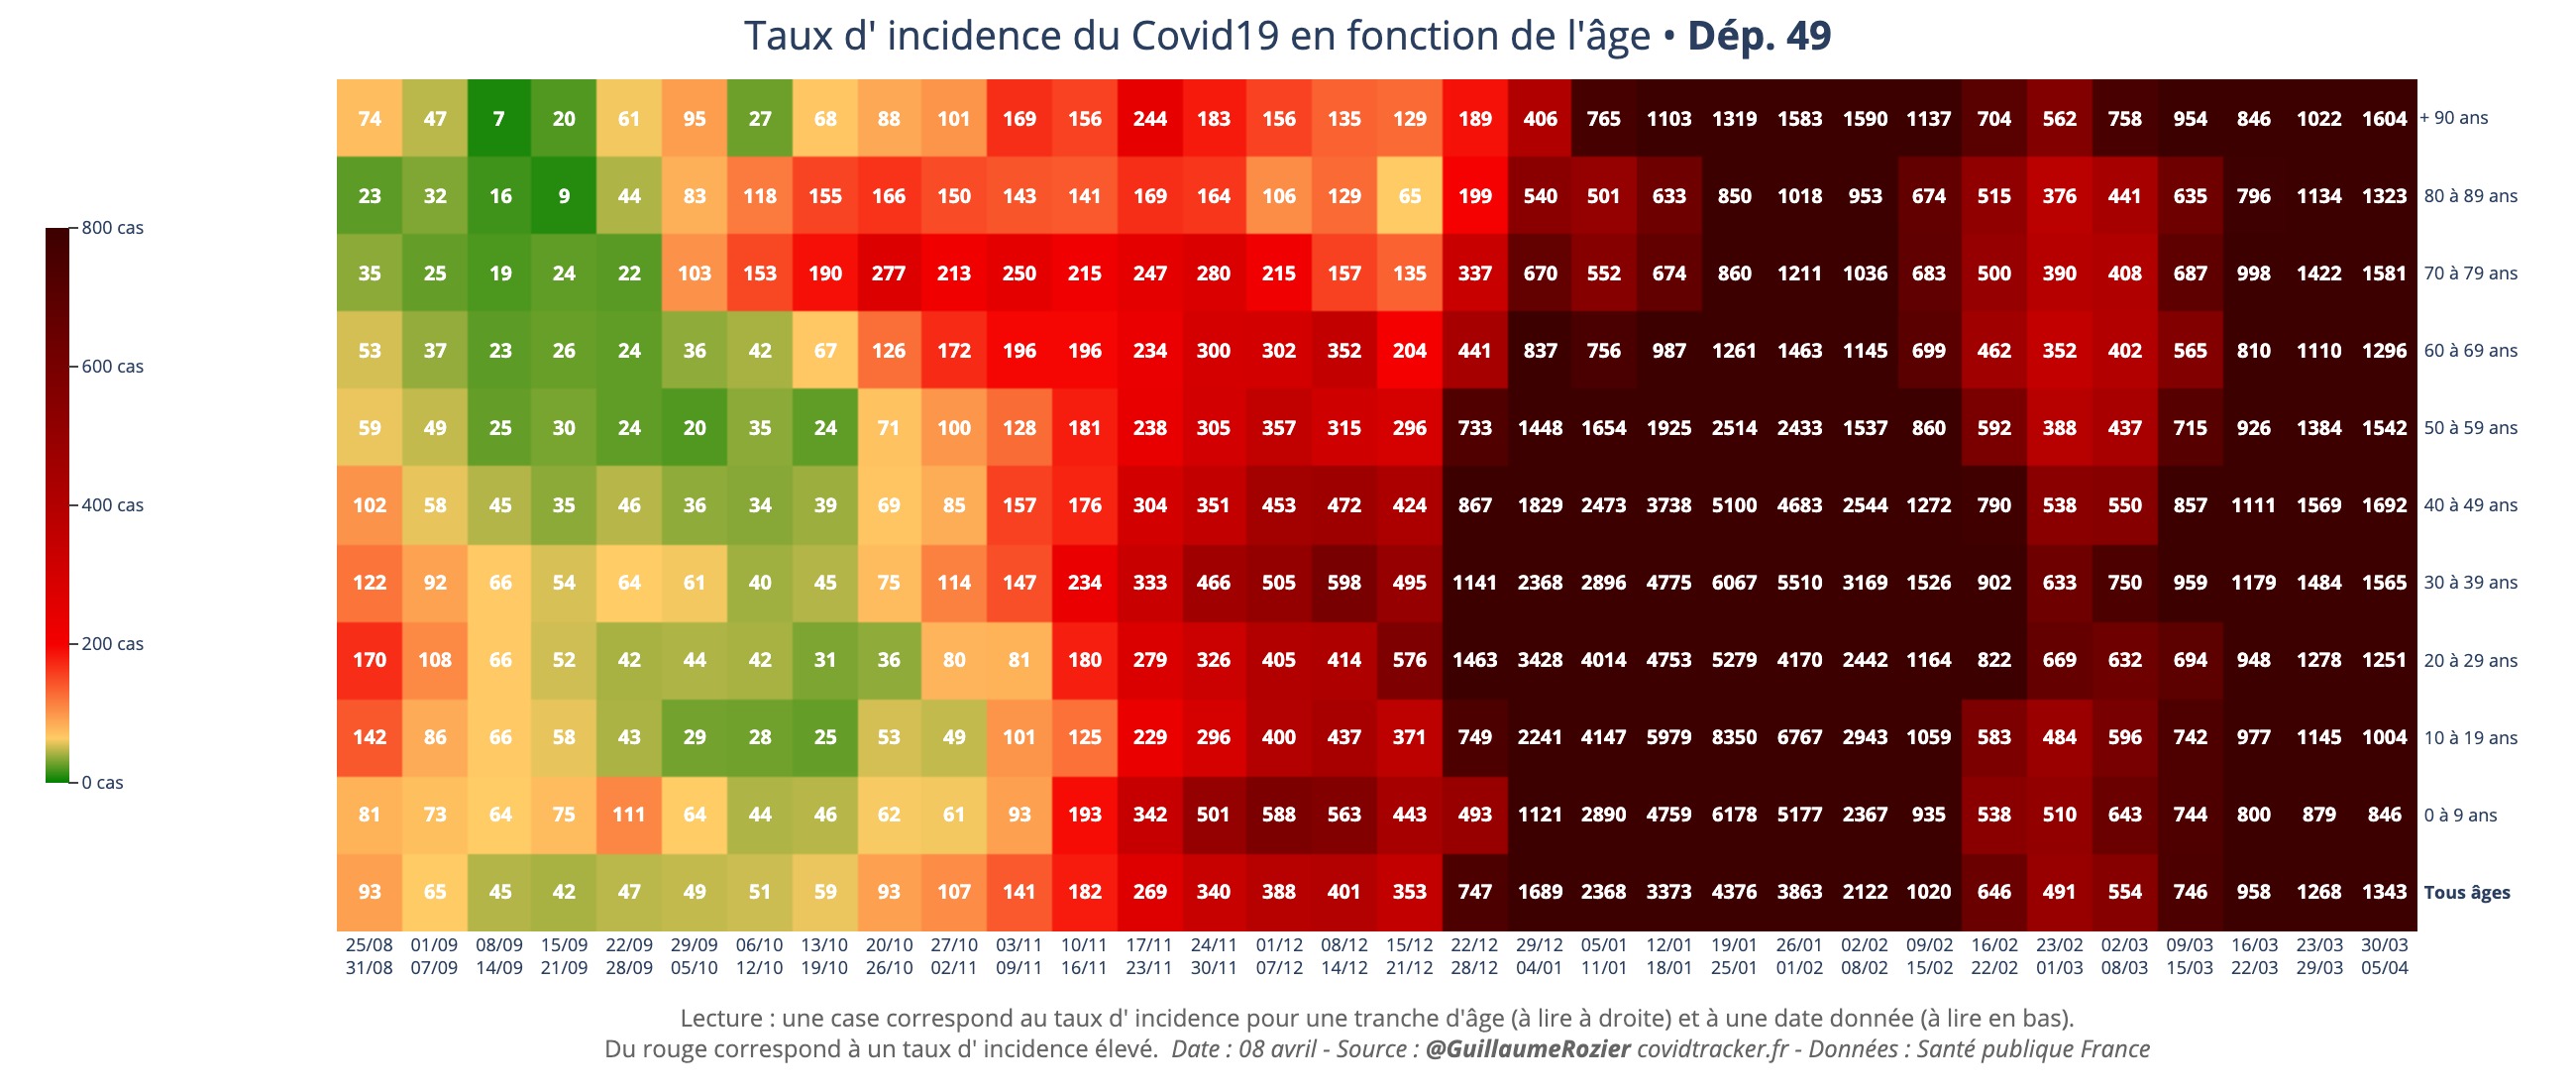 Taux d' incidence du Covid19 en fonction de l'âge • Dép. 49
800 cas
600 cas
400 cas
200 cas
0 cas
74 47 7 20 61 95 27 68 88 101 169 156 244 183 156 135 129 189 406 765 1103 1319 1583 1590 1137 704 562 758 954 846 1022 1604 + 90 ans
23 32 16 9 44 83 118 155 166 150 143 141 169 164 106 129 65 199 540 501 633 850 1018 953 674 515 376 441 635 796 1134 1323 80 à 89 ans
35 25 19 24 22 103 153 190 277 213 250 215 247 280 215 157 135 337 670 552 674 860 1211 1036 683 500 390 408 687 998 1422 1581 70 à 79 ans
53 37 23 26 24 36 42 67 126 172 196 196 234 300 302 352 204 441 837 756 987 1261 1463 1145 699 462 352 402 565 810 1110 1296 60 à 69 ans
59 49 25 30 24 20 35 24 71 100 128 181 238 305 357 315 296 733 1448 1654 1925 2514 2433 1537 860 592 388 437 715 926 1384 1542 50 à 59 ans
102 58 45 35 46 36 34 39 69 85 157 176 304 351 453 472 424 867 1829 2473 3738 5100 4683 2544 1272 790 538 550 857 1111 1569 1692 40 à 49 ans
122 92 66 54 64 61 40 45 75 114 147 234 333 466 505 598 495 1141 2368 2896 4775 6067 5510 3169 1526 902 633 750 959 1179 1484 1565 30 à 39 ans
170 108 66 52 42 44 42 31 36 80 81 180 279 326 405 414 576 1463 3428 4014 4753 5279 4170 2442 1164 822 669 632 694 948 1278 1251 20 à 29 ans
142 86 66 58 43 29 28 25 53 49 101 125 229 296 400 437 371 749 2241 4147 5979 8350 6767 2943 1059 583 484 596 742 977 1145 1004 10 à 19 ans
81 73 64 75 111 64 44 46 62 61 93 193 342 501 588 563 443 493 1121 2890 4759 6178 5177 2367 935 538 510 643 744 800 879 846 0 à 9 ans
93 65 45 42 47 49 51 59 93 107 141 182 269 340 388 401 353 747 1689 2368 3373 4376 3863 2122 1020 646 491 554 746 958 1268 1343 Tous âges
25/08 01/09 08/09 15/09 22/09 29/09 06/10 13/10 20/10 27/10 03/11 10/11 17/11 24/11 01/12 08/12 15/12 22/12 29/12 05/01 12/01 19/01 26/01 02/02 09/02 16/02 23/02 02/03 09/03 16/03 23/03 30/03
31/08 07/09 14/09 21/09 28/09 05/10 12/10 19/10 26/10 02/11 09/11 16/11 23/11 30/11 07/12 14/12 21/12 28/12 04/01 11/01 18/01 25/01 01/02 08/02 15/02 22/02 01/03 08/03 15/03 22/03 29/03 05/04
Lecture : une case correspond au taux d' incidence pour une tranche d'âge (à lire à droite) et à une date donnée (à lire en bas).
Du rouge correspond à un taux d' incidence élevé. Date : 08 avril - Source : @GuillaumeRozier covidtracker.fr - Données : Santé publique France